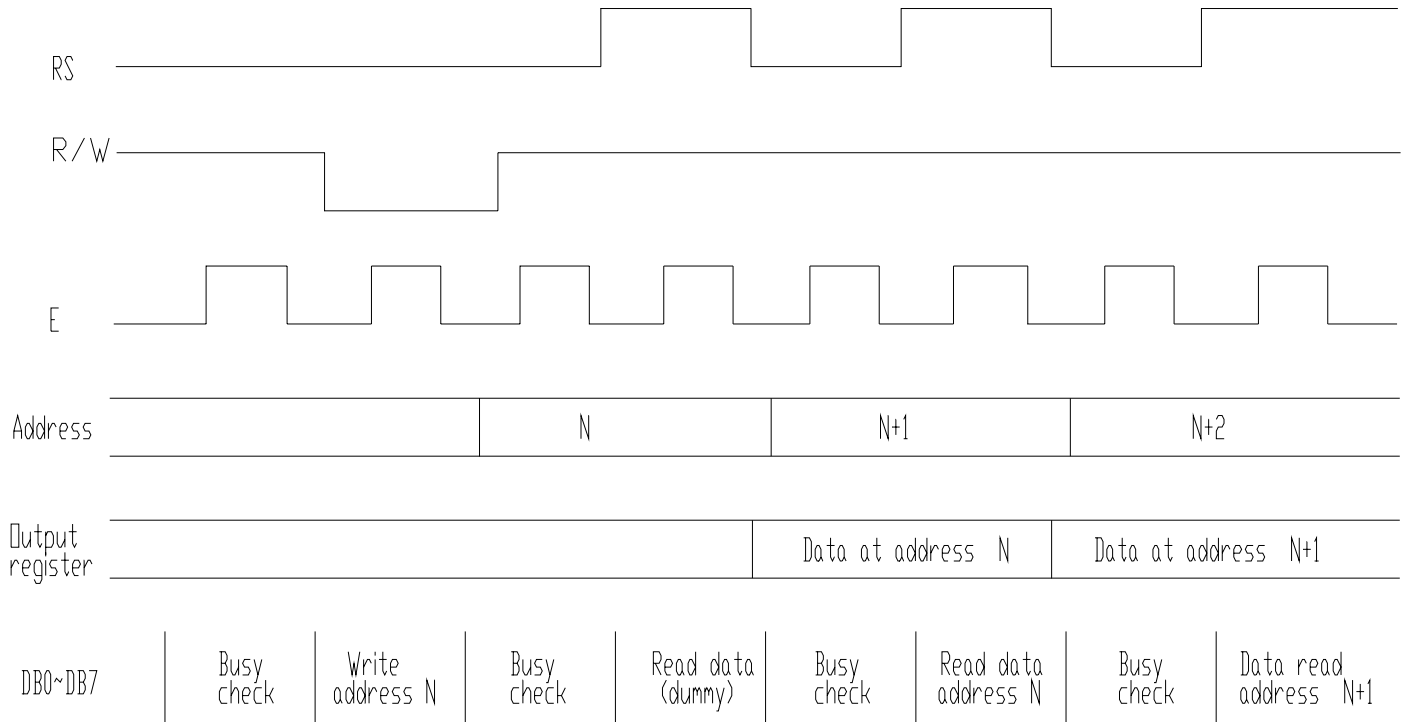 RS
R/W
E
Address
N
N+1
N+2
Output
register
Data at address N
Data at address N+1
DB0~DB7
Busy
check
Write
address N
Busy
check
Read data
(dummy)
Busy
check
Read data
address N
Busy
check
Data read
address N+1